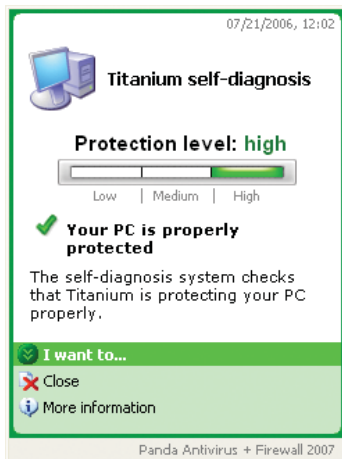 07/21/2006, 12:02
Titanium self-diagnosis
Protection level: high
Low | Medium | High
Your PC is properly
protected
The self-diagnosis system checks
that Titanium is protecting your PC
properly.
I want to...
Close
More information
Panda Antivirus + Firewall 2007